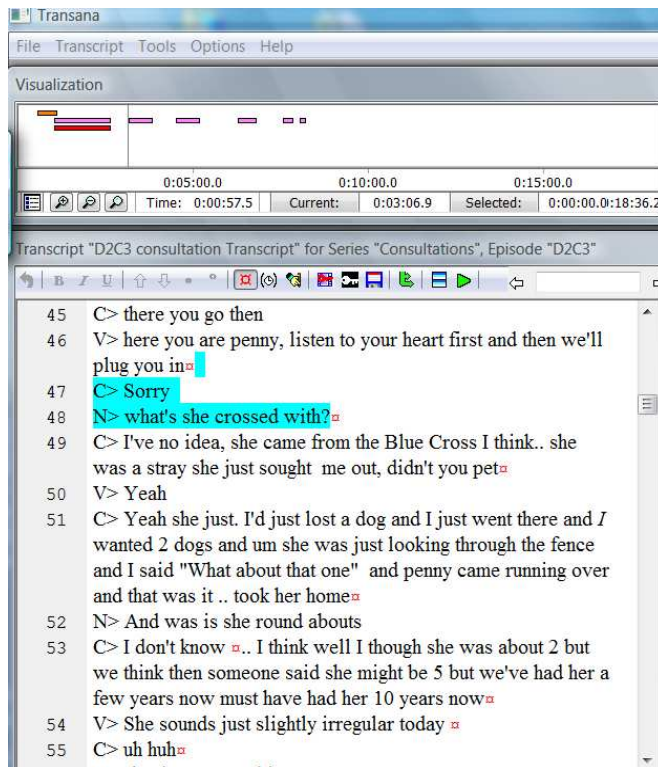 Transana
File Transcript Tools Options Help
Visualization
0:05:00.0 0:10:00.0 0:15:00.0
Time: 0:00:57.5 Current: 0:03:06.9 Selected: 0:00:00.0 0:18:36.2
Transcript "D2C3 consultation Transcript" for Series "Consultations", Episode "D2C3"
B I U
45 C> there you go then
46 V> here you are penny, listen to your heart first and then we'll
plug you in¤
47 C> Sorry
48 N> what's she crossed with?¤
49 C> I've no idea, she came from the Blue Cross I think.. she
was a stray she just sought me out, didn't you pet¤
50 V> Yeah
51 C> Yeah she just. I'd just lost a dog and I just went there and I
wanted 2 dogs and um she was just looking through the fence
and I said "What about that one" and penny came running over
and that was it .. took her home¤
52 N> And was is she round abouts
53 C> I don't know ¤.. I think well I though she was about 2 but
we think then someone said she might be 5 but we've had her a
few years now must have had her 10 years now¤
54 V> She sounds just slightly irregular today ¤
55 C> uh huh¤